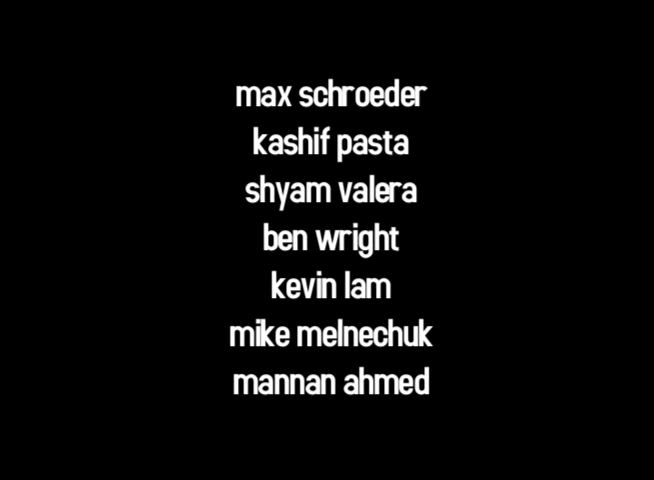 max schroeder
kashif pasta
shyam valera
ben wright
kevin lam
mike melnechuk
mannan ahmed